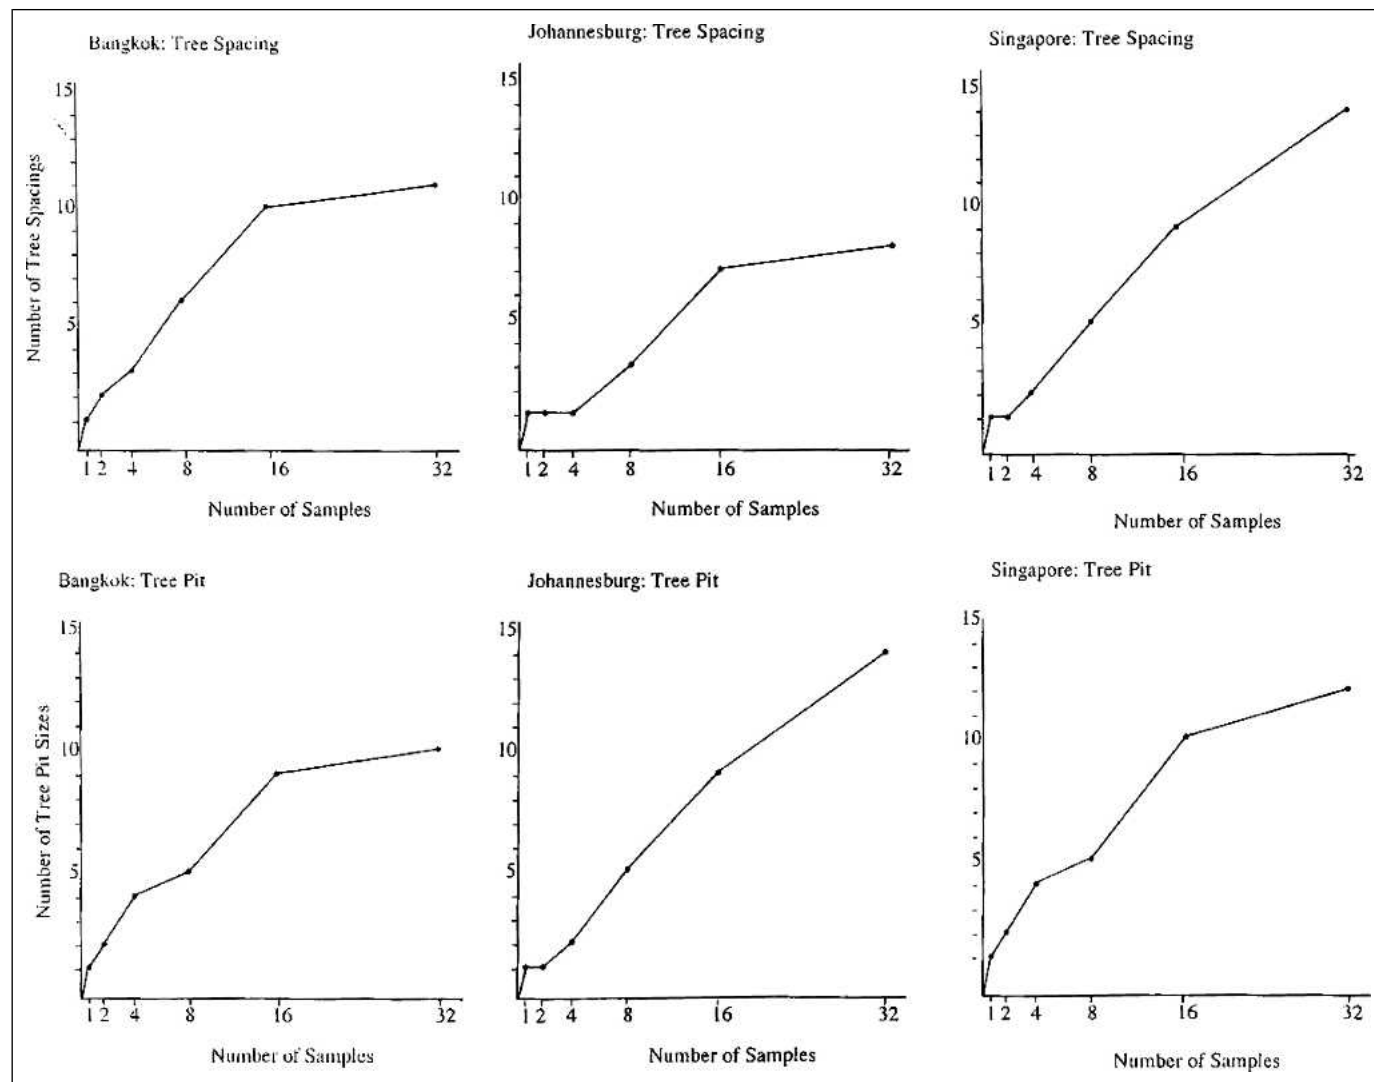 Bangkok: Tree Spacing
Number of Tree Spacings
15
10
5
1 2 4 8 16 32
Number of Samples
Johannesburg: Tree Spacing
15
10
5
1 2 4 8 16 32
Number of Samples
Singapore: Tree Spacing
15
10
5
1 2 4 8 16 32
Number of Samples
Bangkok: Tree Pit
Number of Tree Pit Sizes
15
10
5
1 2 4 8 16 32
Number of Samples
Johannesburg: Tree Pit
15
10
5
1 2 4 8 16 32
Number of Samples
Singapore: Tree Pit
15
10
5
1 2 4 8 16 32
Number of Samples